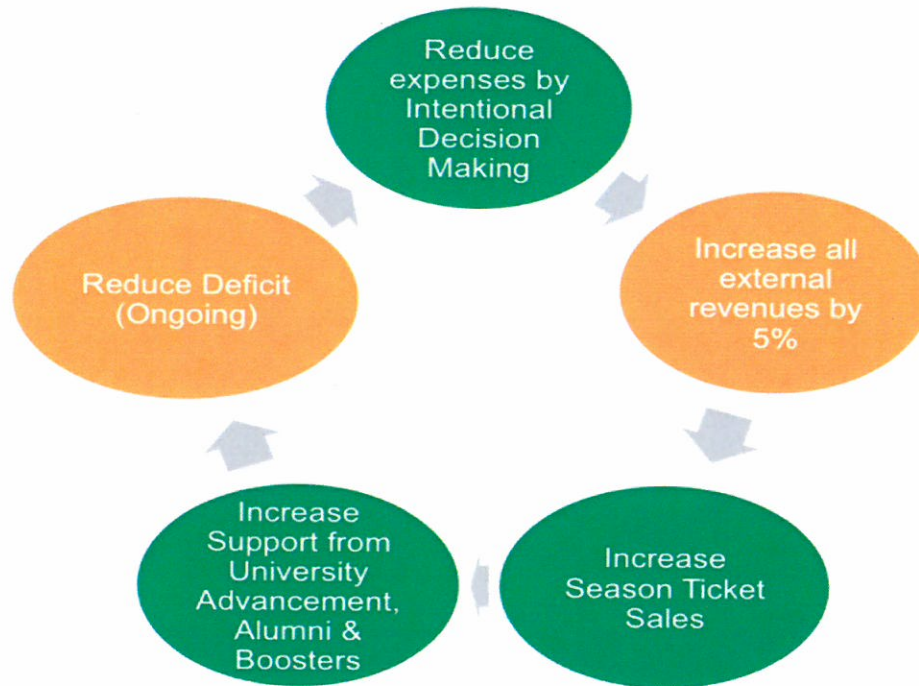 Reduce
expenses by
Intentional
Decision
Making
Increase all
external
revenues by
5%
Increase
Season Ticket
Sales
Increase
Support from
University
Advancement,
Alumni &
Boosters
Reduce Deficit
(Ongoing)